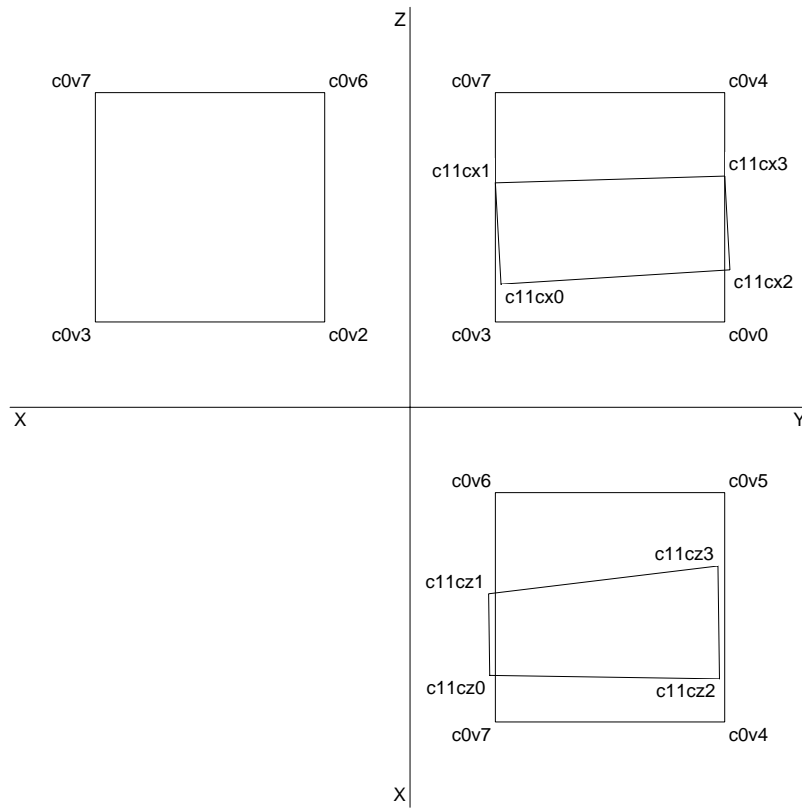 Z
c0v7 c0v6 c0v7 c0v4
c11cx1 c11cx3
c11cx0 c11cx2
c0v3 c0v2 c0v3 c0v0
X Y
c0v6 c0v5
c11cz3
c11cz1
c11cz0 c11cz2
c0v7 c0v4
X